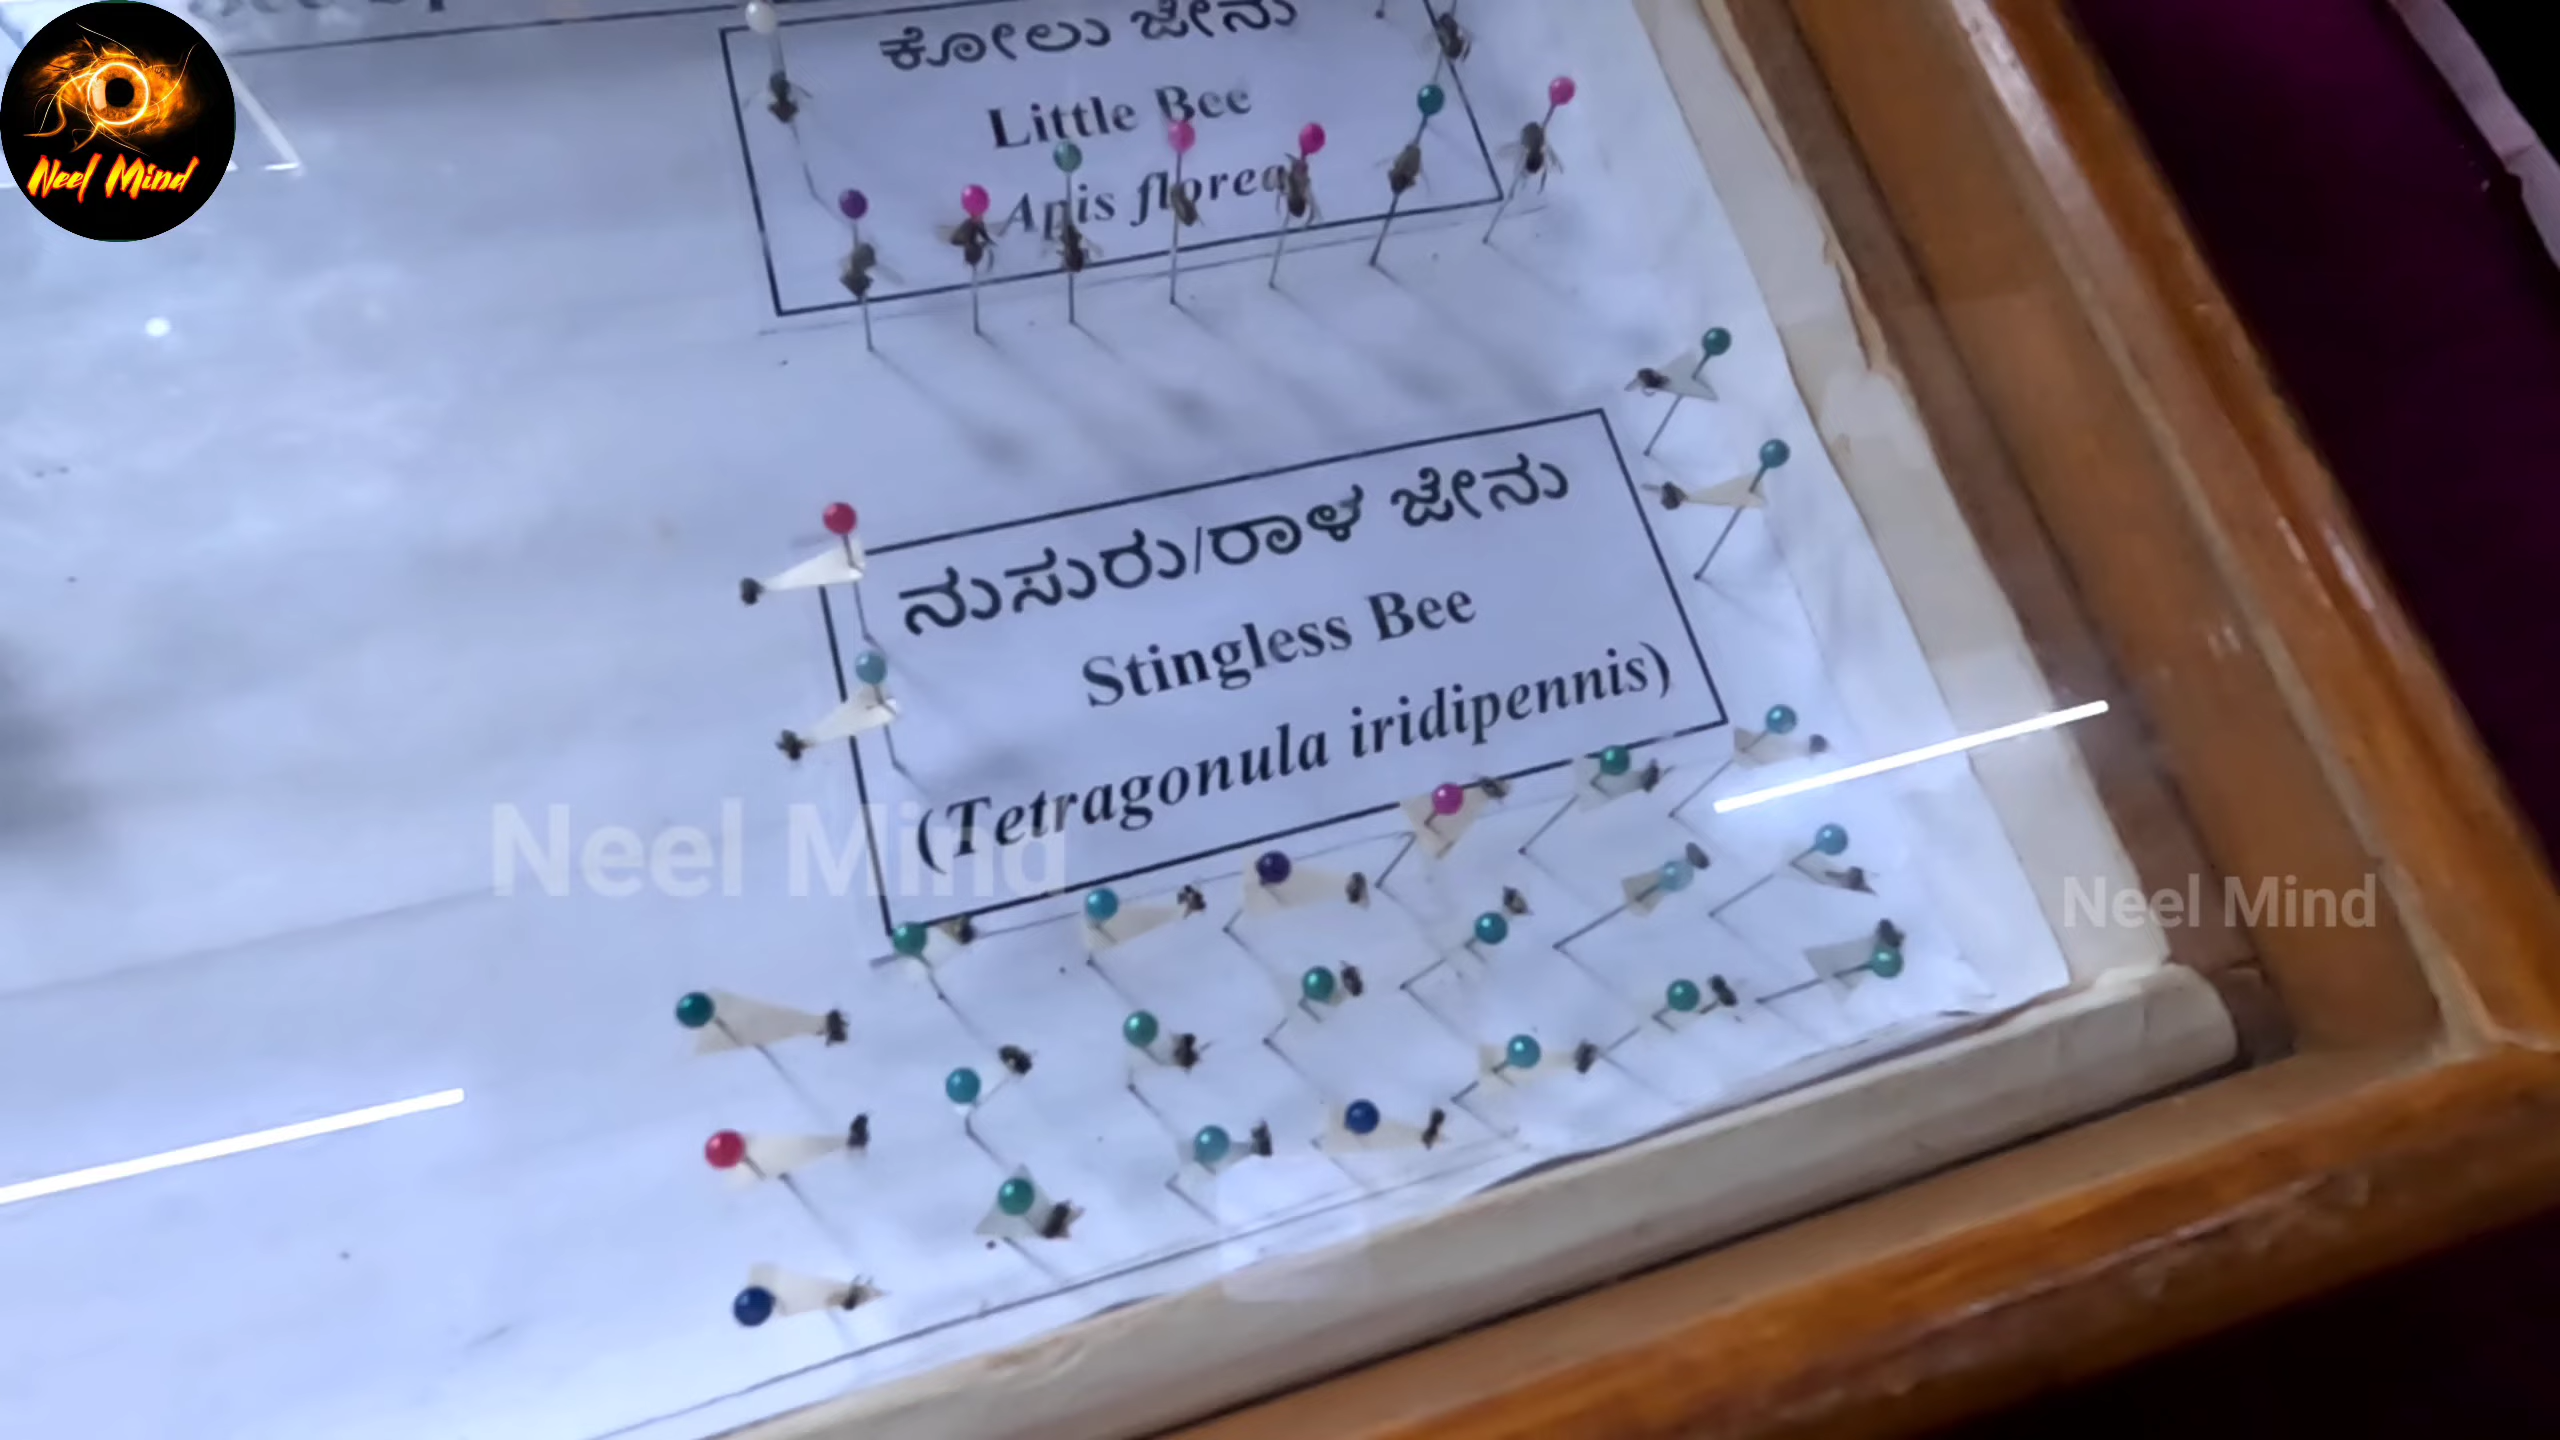 Neel Mind
ಕೋಲು ಜೇನು
Little Bee
Apis florea
ನುಸುರು/ರಾಳ ಜೇನು
Stingless Bee
(Tetragonula iridipennis)
Neel Mind
Neel Mind